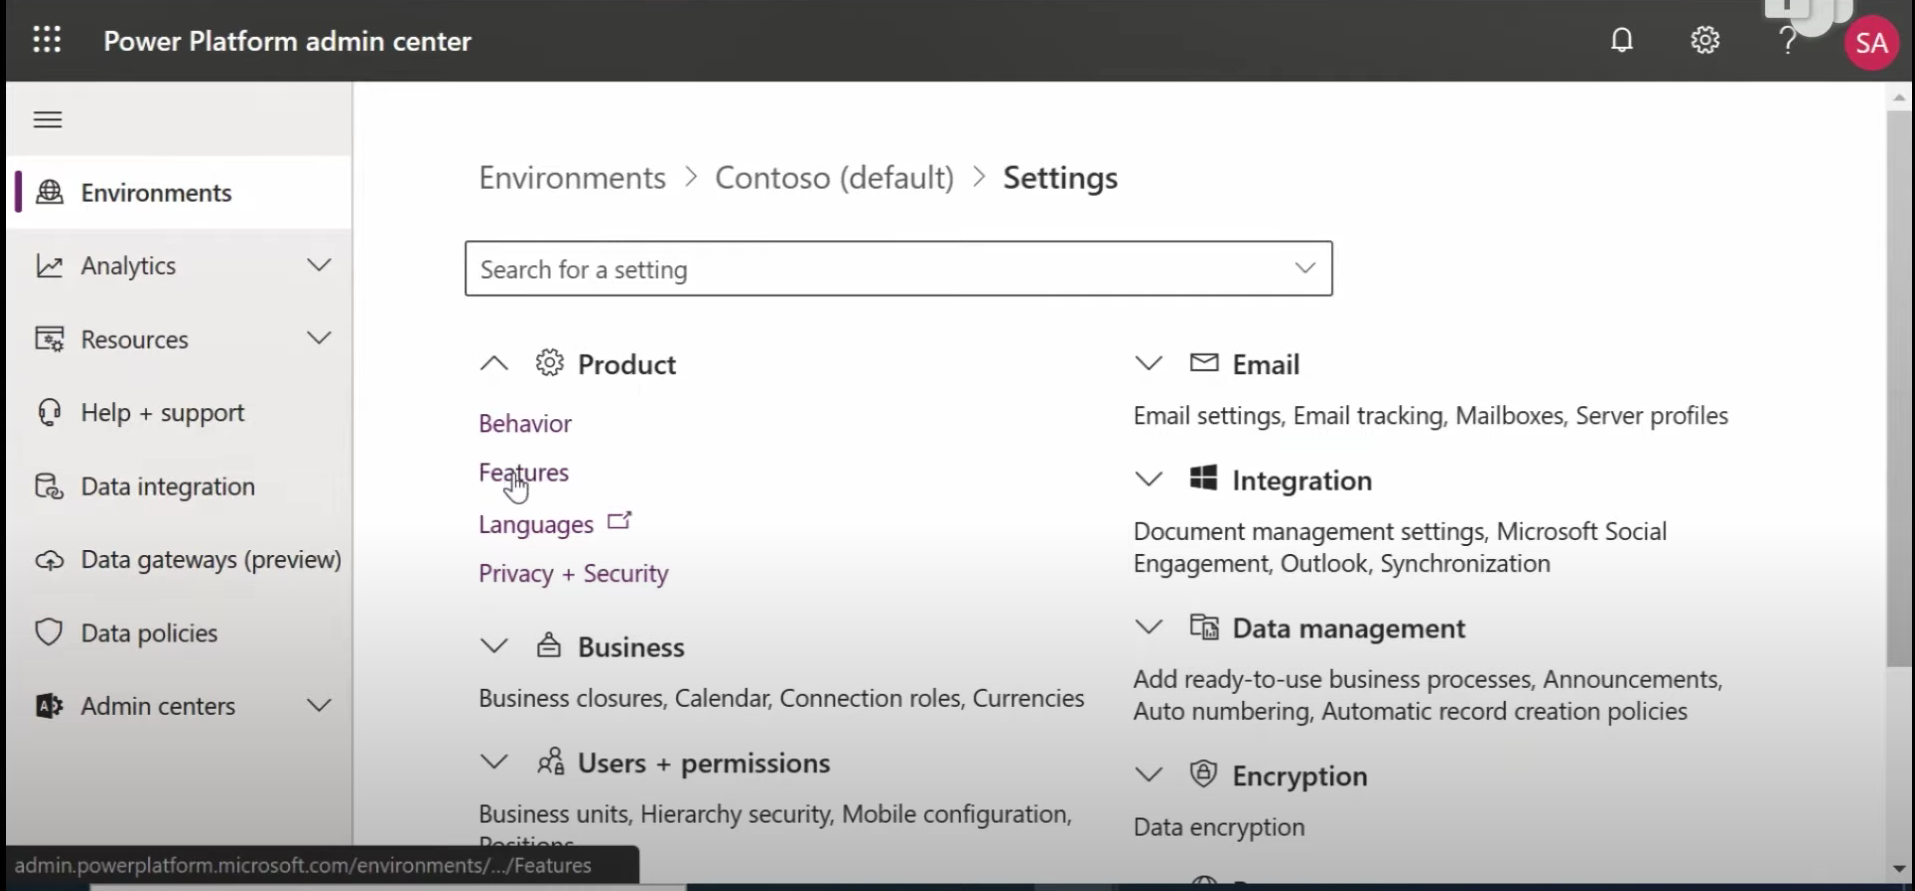 Power Platform admin center
SA
Environments
Analytics
Resources
Help + support
Data integration
Data gateways (preview)
Data policies
Admin centers
Environments > Contoso (default) > Settings
Search for a setting
Product
Behavior
Features
Languages
Privacy + Security
Business
Business closures, Calendar, Connection roles, Currencies
Users + permissions
Business units, Hierarchy security, Mobile configuration,
Positions
Email
Email settings, Email tracking, Mailboxes, Server profiles
Integration
Document management settings, Microsoft Social
Engagement, Outlook, Synchronization
Data management
Add ready-to-use business processes, Announcements,
Auto numbering, Automatic record creation policies
Encryption
Data encryption
admin.powerplatform.microsoft.com/environments/.../Features